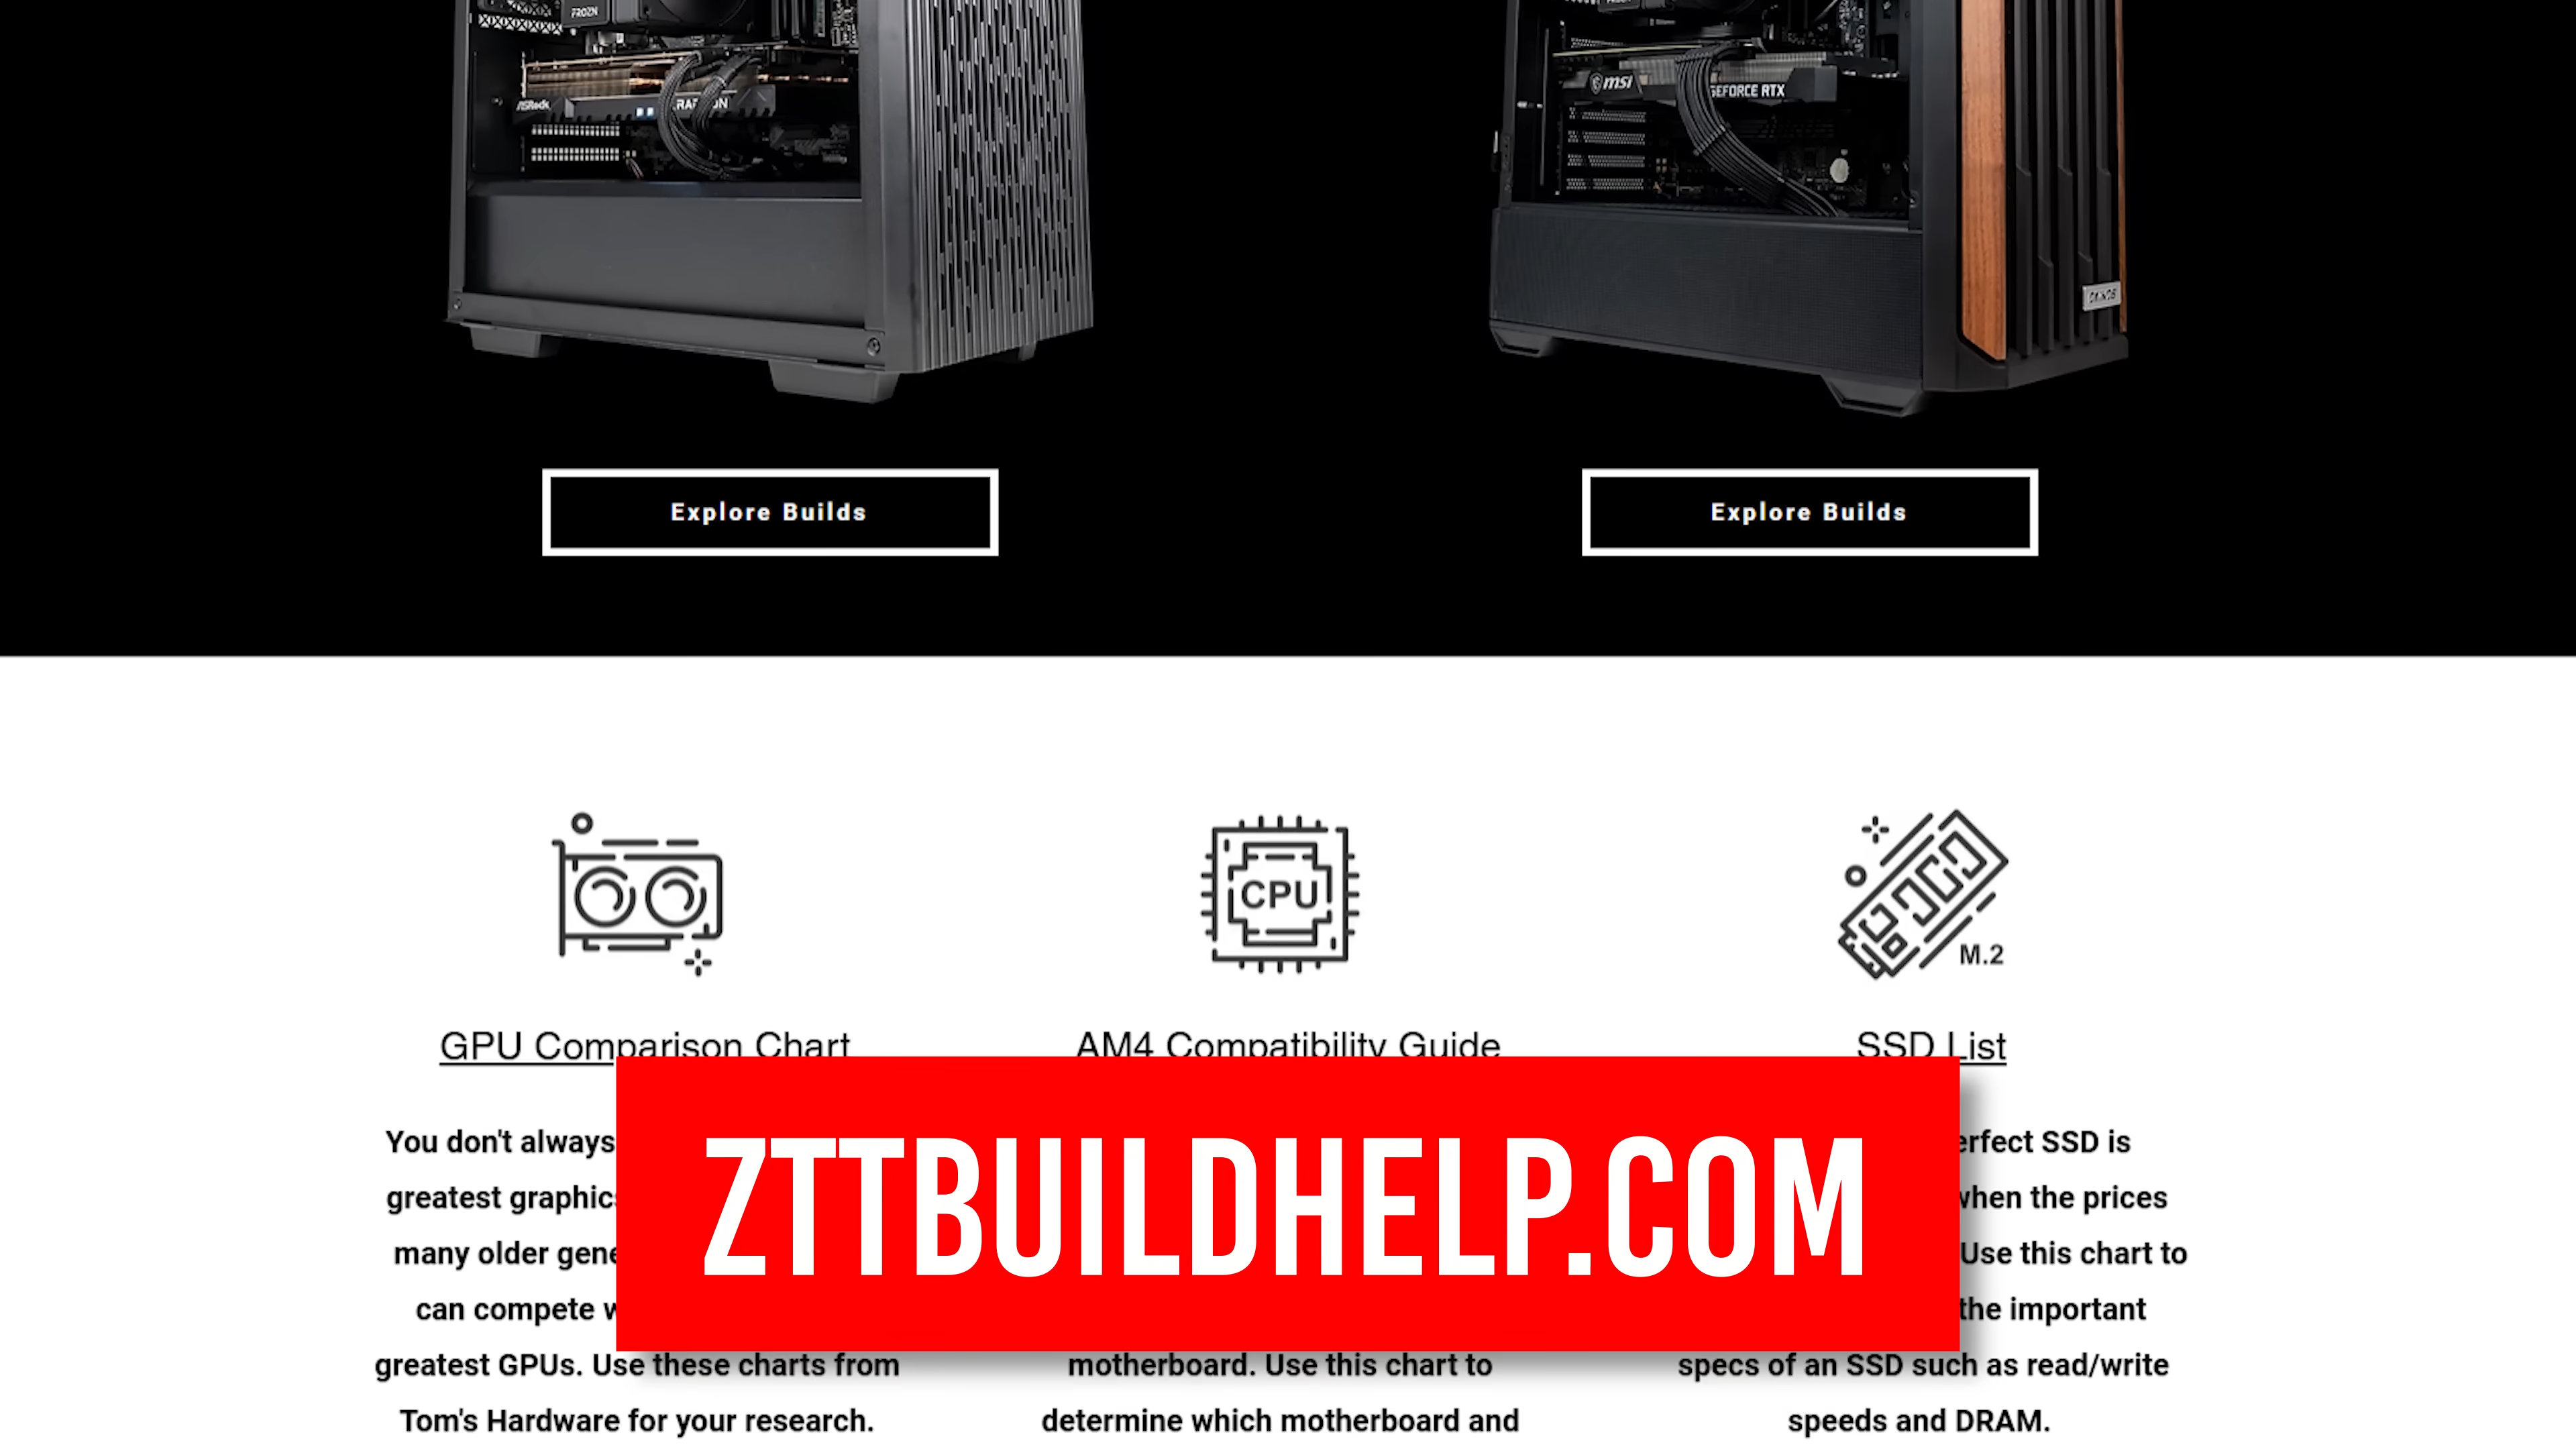 FROZN
ASRock
RADEON
msi
GEFORCE RTX
Explore Builds
Explore Builds
CPU
M.2
GPU Comparison Chart
AM4 Compatibility Guide
SSD List
You don't always
erfect SSD is
greatest graphic
when the prices
many older gene
Use this chart to
can compete w
the important
ZTTBUILDHELP.COM
greatest GPUs. Use these charts from
motherboard. Use this chart to
specs of an SSD such as read/write
Tom's Hardware for your research.
determine which motherboard and
speeds and DRAM.